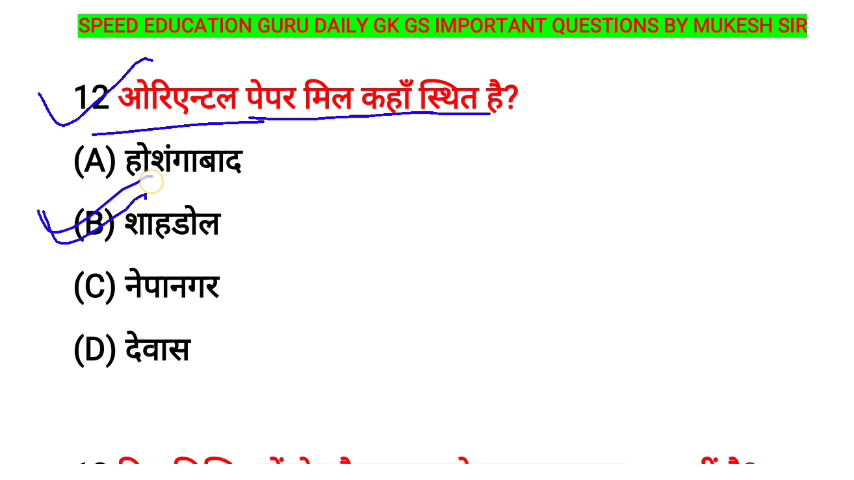 SPEED EDUCATION GURU DAILY GK GS IMPORTANT QUESTIONS BY MUKESH SIR
12 ओरिएन्टल पेपर मिल कहाँ स्थित है?
(A) होशंगाबाद
(B) शाहडोल
(C) नेपानगर
(D) देवास